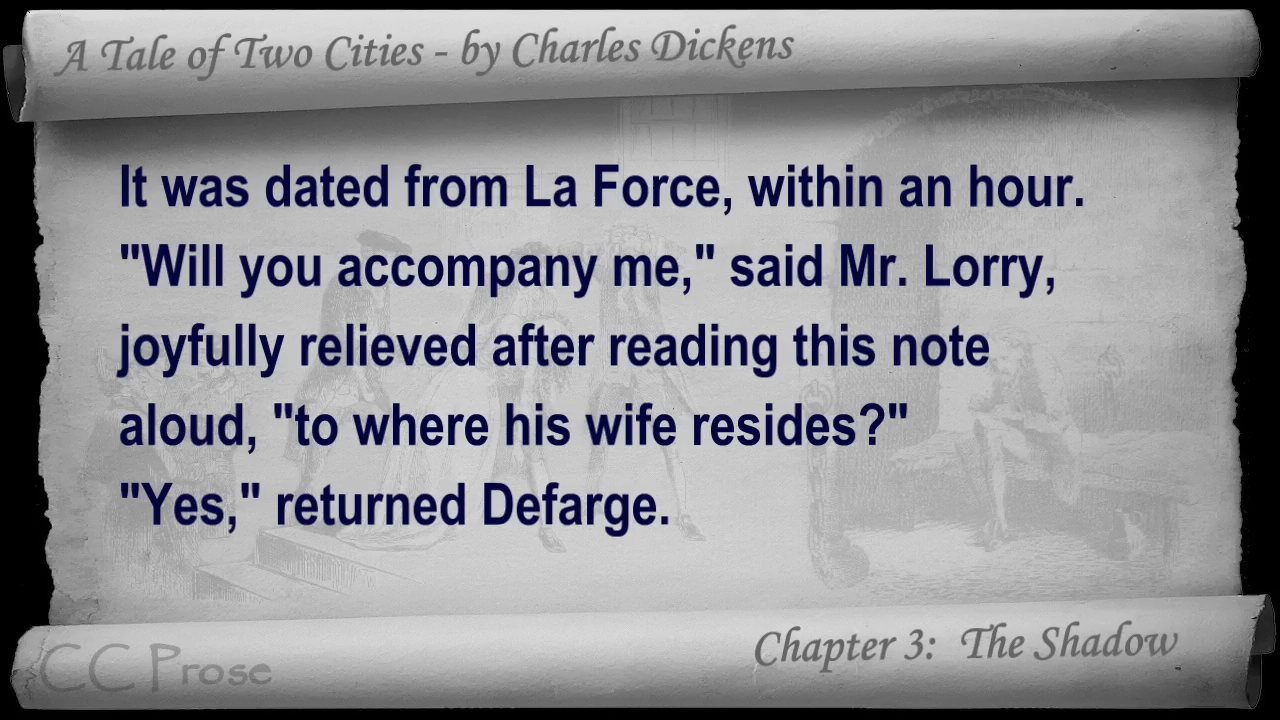 A Tale of Two Cities - by Charles Dickens
It was dated from La Force, within an hour.
"Will you accompany me," said Mr. Lorry,
joyfully relieved after reading this note
aloud, "to where his wife resides?"
"Yes," returned Defarge.
Chapter 3: The Shadow
CC Prose